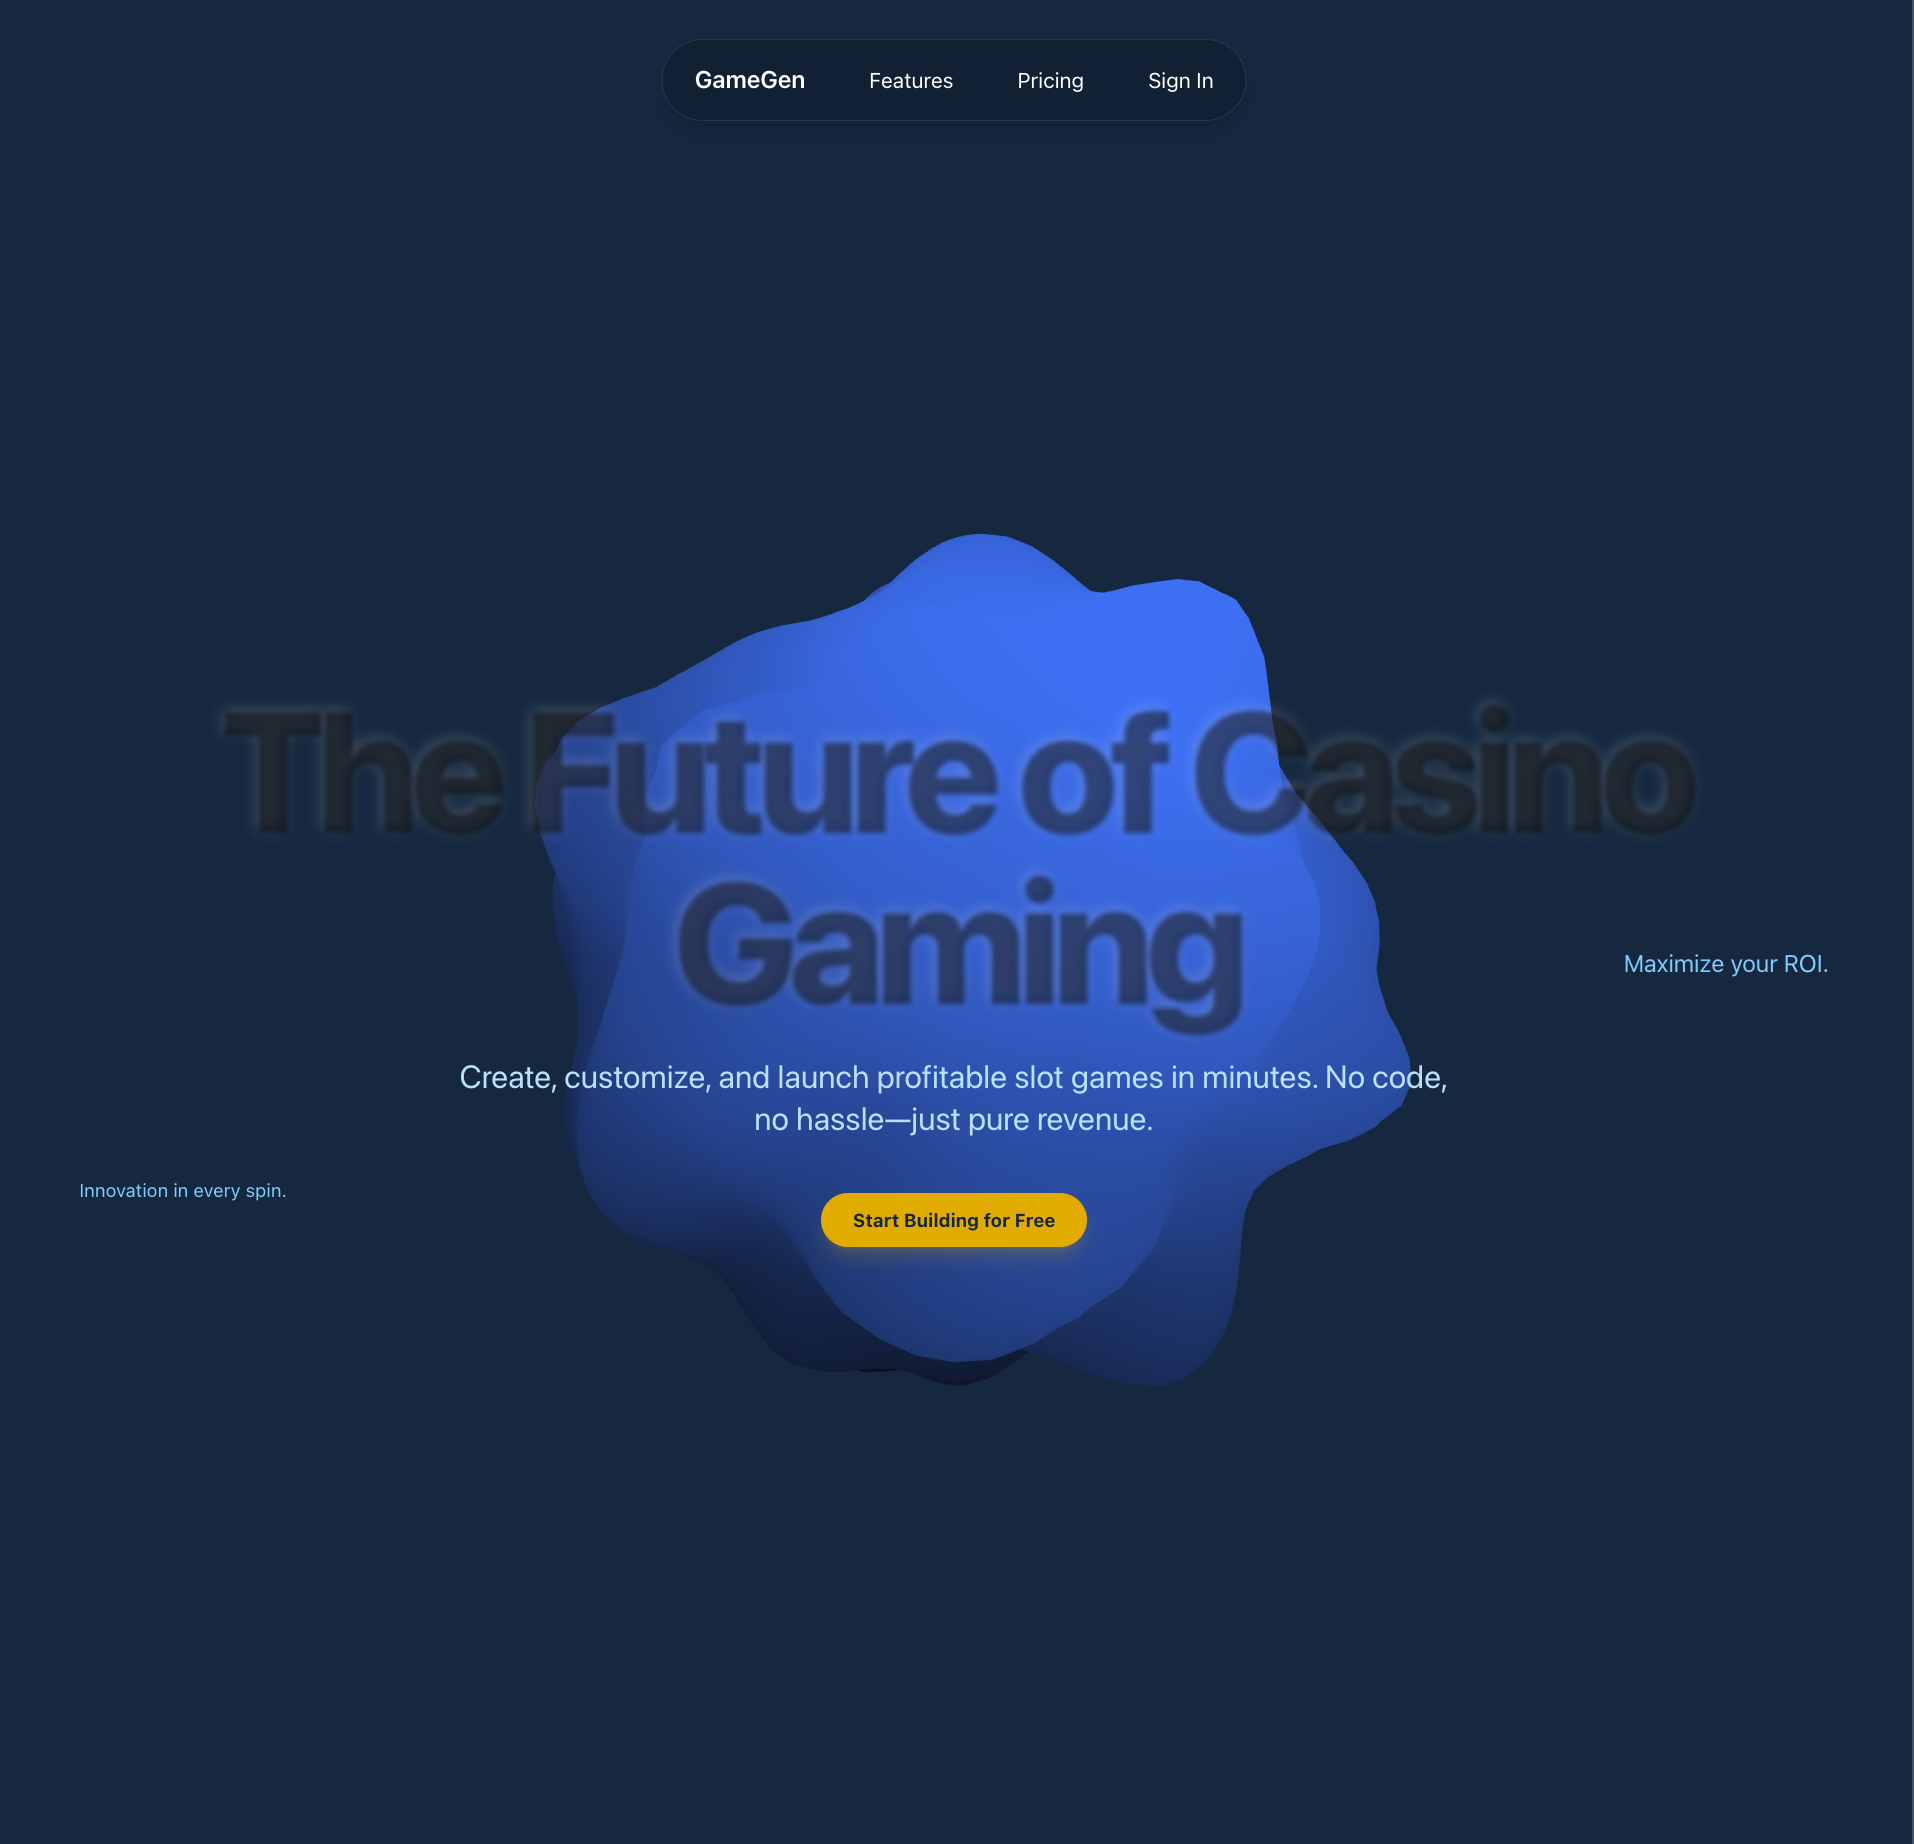 GameGen Features Pricing Sign In
The Future of Casino
Gaming
Maximize your ROI.
Create, customize, and launch profitable slot games in minutes. No code,
no hassle—just pure revenue.
Innovation in every spin.
Start Building for Free